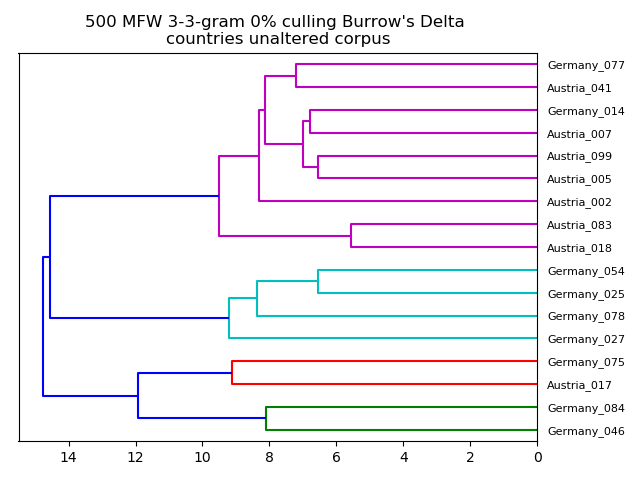 500 MFW 3-3-gram 0% culling Burrow's Delta
countries unaltered corpus
Germany_077
Austria_041
Germany_014
Austria_007
Austria_099
Austria_005
Austria_002
Austria_083
Austria_018
Germany_054
Germany_025
Germany_078
Germany_027
Germany_075
Austria_017
Germany_084
Germany_046
14 12 10 8 6 4 2 0